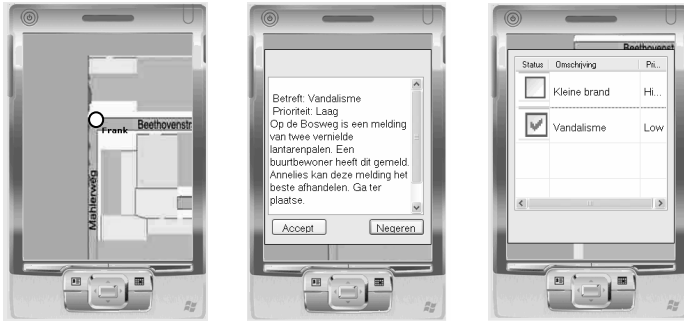 Beethovenstr
Frank
Mahlerweg
Betreft: Vandalisme
Prioriteit: Laag
Op de Bosweg is een melding
van twee vernielde
lantarenpalen. Een
buurtbewoner heeft dit gemeld.
Annelies kan deze melding het
beste afhandelen. Ga ter
plaatse.
Accept Negeren
Beethovenst
Status Omschrijving Pri...
Kleine brand Hi...
Vandalisme Low